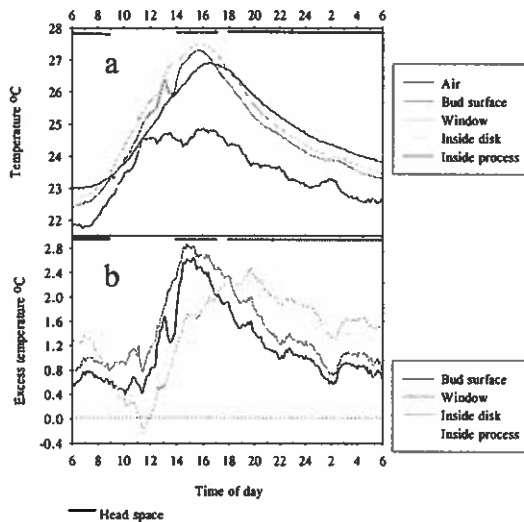 28
27
26
25
24
23
22
Temperature ºC
a
6 8 10 12 14 16 18 20 22 24 2 4 6
Air
Bud surface
Window
Inside disk
Inside process
2.8
2.4
2.0
1.6
1.2
0.8
0.4
0.0
-0.4
Excess temperature ºC
b
6 8 10 12 14 16 18 20 22 24 2 4 6
Bud surface
Window
Inside disk
Inside process
Time of day
Head space